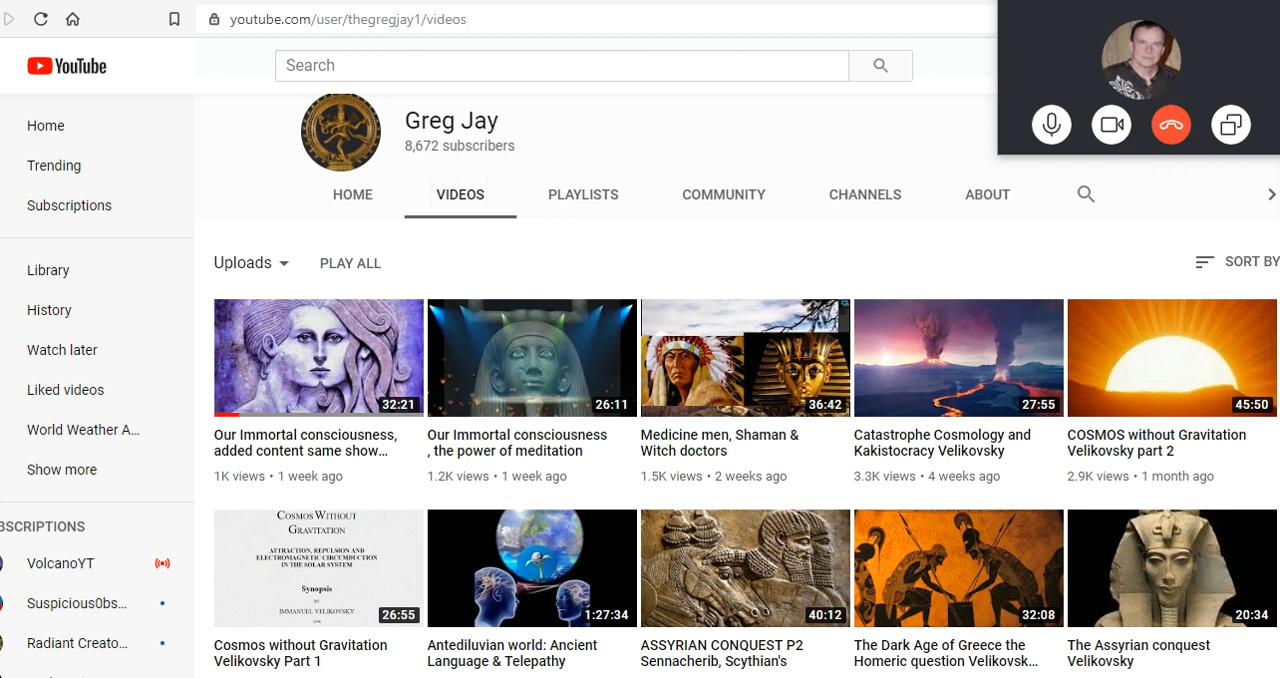 youtube.com/user/thegregjay1/videos
YouTube
Search
Home
Trending
Subscriptions
Library
History
Watch later
Liked videos
World Weather A...
Show more
BSCRIPTIONS
VolcanoYT
Suspicious0bs...
Radiant Creato...
Greg Jay
8,672 subscribers
HOME VIDEOS PLAYLISTS COMMUNITY CHANNELS ABOUT
Uploads PLAY ALL SORT BY
32:21
Our Immortal consciousness,
added content same show...
1K views • 1 week ago
26:11
Our Immortal consciousness
, the power of meditation
1.2K views • 1 week ago
36:42
Medicine men, Shaman &
Witch doctors
1.5K views • 2 weeks ago
27:55
Catastrophe Cosmology and
Kakistocracy Velikovsky
3.3K views • 4 weeks ago
45:50
COSMOS without Gravitation
Velikovsky part 2
2.9K views • 1 month ago
COSMOS WITHOUT
GRAVITATION
ATTRACTION, REPULSION AND
ELECTROMAGNETIC CIRCUMDUCTION
IN THE SOLAR SYSTEM
Synopsis
BY
IMMANUEL VELIKOVSKY
26:55
Cosmos without Gravitation
Velikovsky Part 1
1:27:34
Antediluvian world: Ancient
Language & Telepathy
40:12
ASSYRIAN CONQUEST P2
Sennacherib, Scythian's
32:08
The Dark Age of Greece the
Homeric question Velikovsk...
20:34
The Assyrian conquest
Velikovsky